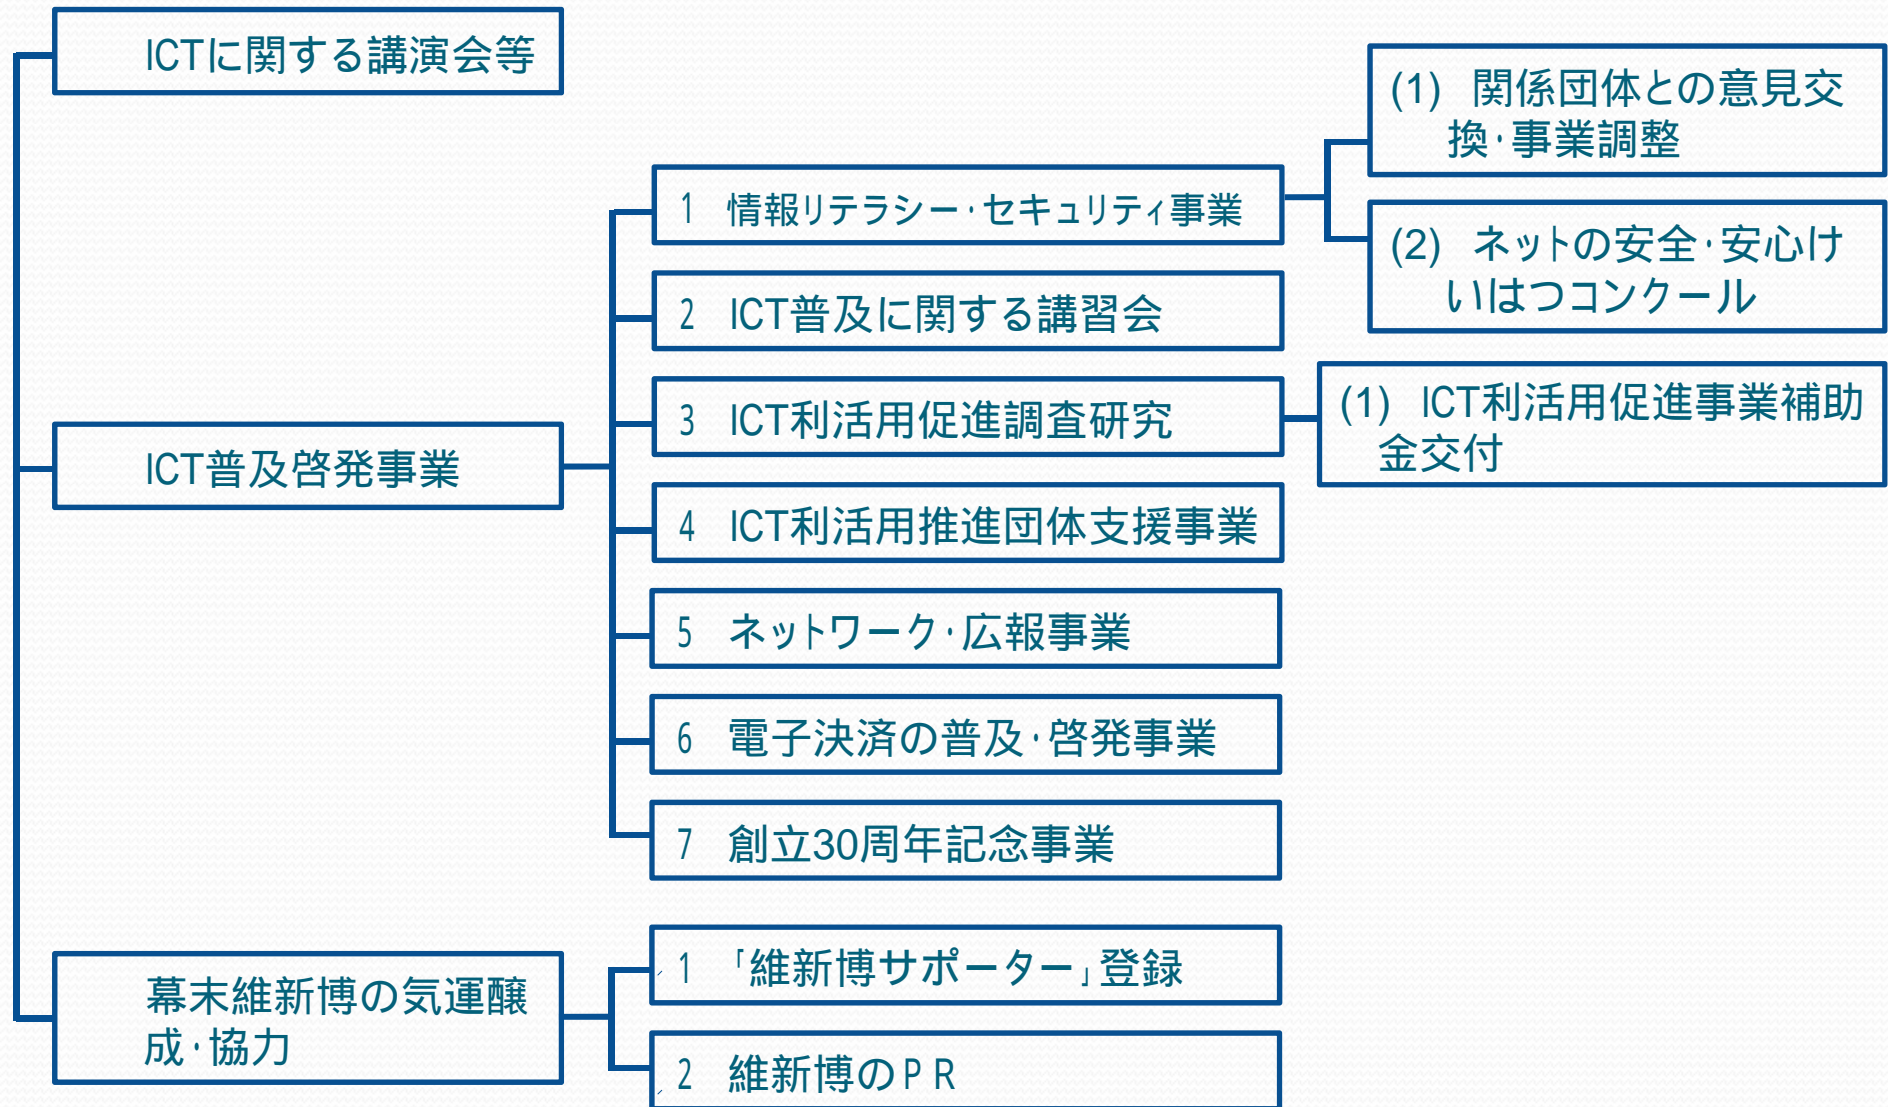 ICTに関する講演会等
ICT普及啓発事業
1 情報リテラシー・セキュリティ事業
(1) 関係団体との意見交
換・事業調整
(2) ネットの安全・安心け
いはつコンクール
2 ICT普及に関する講習会
3 ICT利活用促進調査研究
(1) ICT利活用促進事業補助
金交付
4 ICT利活用推進団体支援事業
5 ネットワーク・広報事業
6 電子決済の普及・啓発事業
7 創立30周年記念事業
幕末維新博の気運醸
成・協力
1 「維新博サポーター」登録
2 維新博のＰＲ